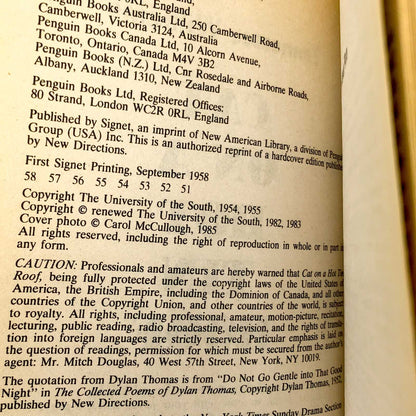 Penguin Books Australia Ltd, 250 Camberwell Road,
Camberwell, Victoria 3124, Australia
Penguin Books Canada Ltd, 10 Alcorn Avenue,
Toronto, Ontario, Canada M4V 3B2
Penguin Books (N.Z.) Ltd, Cnr Rosedale and Airborne Roads,
Albany, Auckland 1310, New Zealand
Penguin Books Ltd, Registered Offices:
80 Strand, London WC2R 0RL, England
Published by Signet, an imprint of New American Library, a division of Penguin
Group (USA) Inc. This is an authorized reprint of a hardcover edition published
by New Directions.
First Signet Printing, September 1958
58 57 56 55 54 53 52 51
Copyright The University of the South, 1954, 1955
Copyright © renewed The University of the South, 1982, 1983
Cover photo © Carol McCullough, 1985
All rights reserved, including the right of reproduction in whole or in part in
any form.
CAUTION: Professionals and amateurs are hereby warned that Cat on a Hot Tin
Roof, being fully protected under the copyright laws of the United States of
America, the British Empire, including the Dominion of Canada, and all other
countries of the Copyright Union, and other countries of the world, is subject
to royalty. All rights, including professional, amateur, motion-picture, recitation,
lecturing, public reading, radio broadcasting, television, and the rights of transla-
tion into foreign languages are strictly reserved. Particular emphasis is laid on
the question of readings, permission for which must be secured from the author's
agent: Mr. Mitch Douglas, 40 West 57th Street, New York, NY 10019.
The quotation from Dylan Thomas is from "Do Not Go Gentle into That Good
Night" in The Collected Poems of Dylan Thomas, Copyright Dylan Thomas, 1952,
published by New Directions.
the New York Times Sunday Drama Section